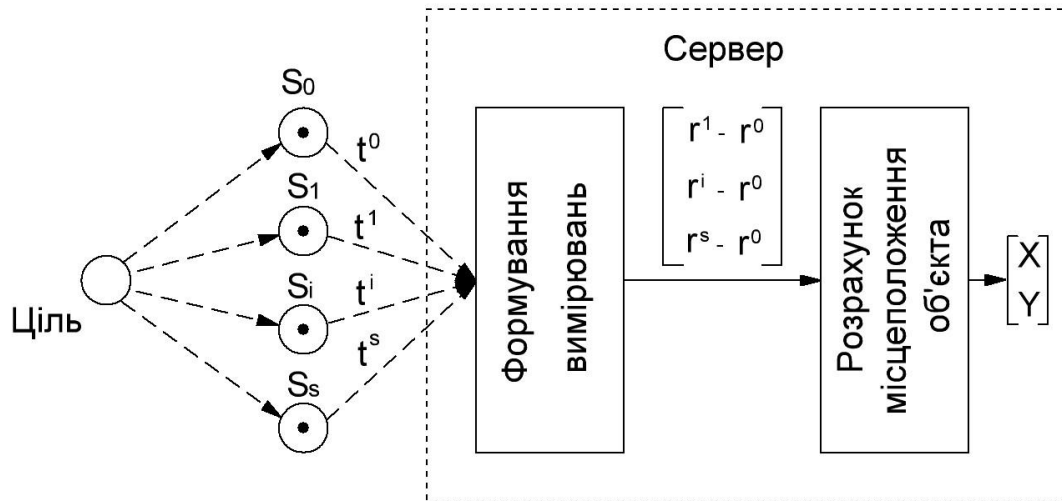 Сервер
S₀
t⁰
S₁
t¹
Sᵢ
tⁱ
Sₛ
tˢ
Ціль
Формування
вимірювань
r¹ - r⁰
rⁱ - r⁰
rˢ - r⁰
Розрахунок
місцеположення
об'єкта
X
Y